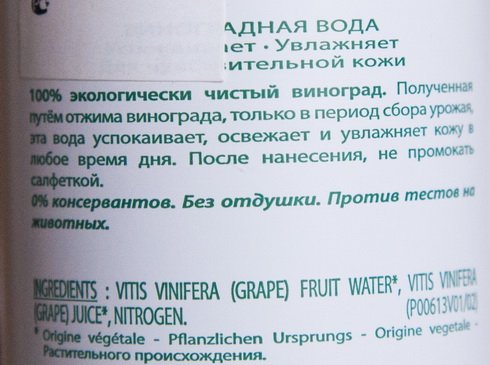 АДНАЯ ВОДА
ает · Увлажняет
вительной кожи
100% экологически чистый виноград. Полученная
путём отжима винограда, только в период сбора урожая,
эта вода успокаивает, освежает и увлажняет кожу в
любое время дня. После нанесения, не промокать
салфеткой.
0% консервантов. Без отдушки. Против тестов на
животных.
INGREDIENTS : VITIS VINIFERA (GRAPE) FRUIT WATER*, VITIS VINIFERA
(GRAPE) JUICE*, NITROGEN. (P00613V01/02)
* Origine végétale - Pflanzlichen Ursprungs - Origine vegetale -
Растительного происхождения.